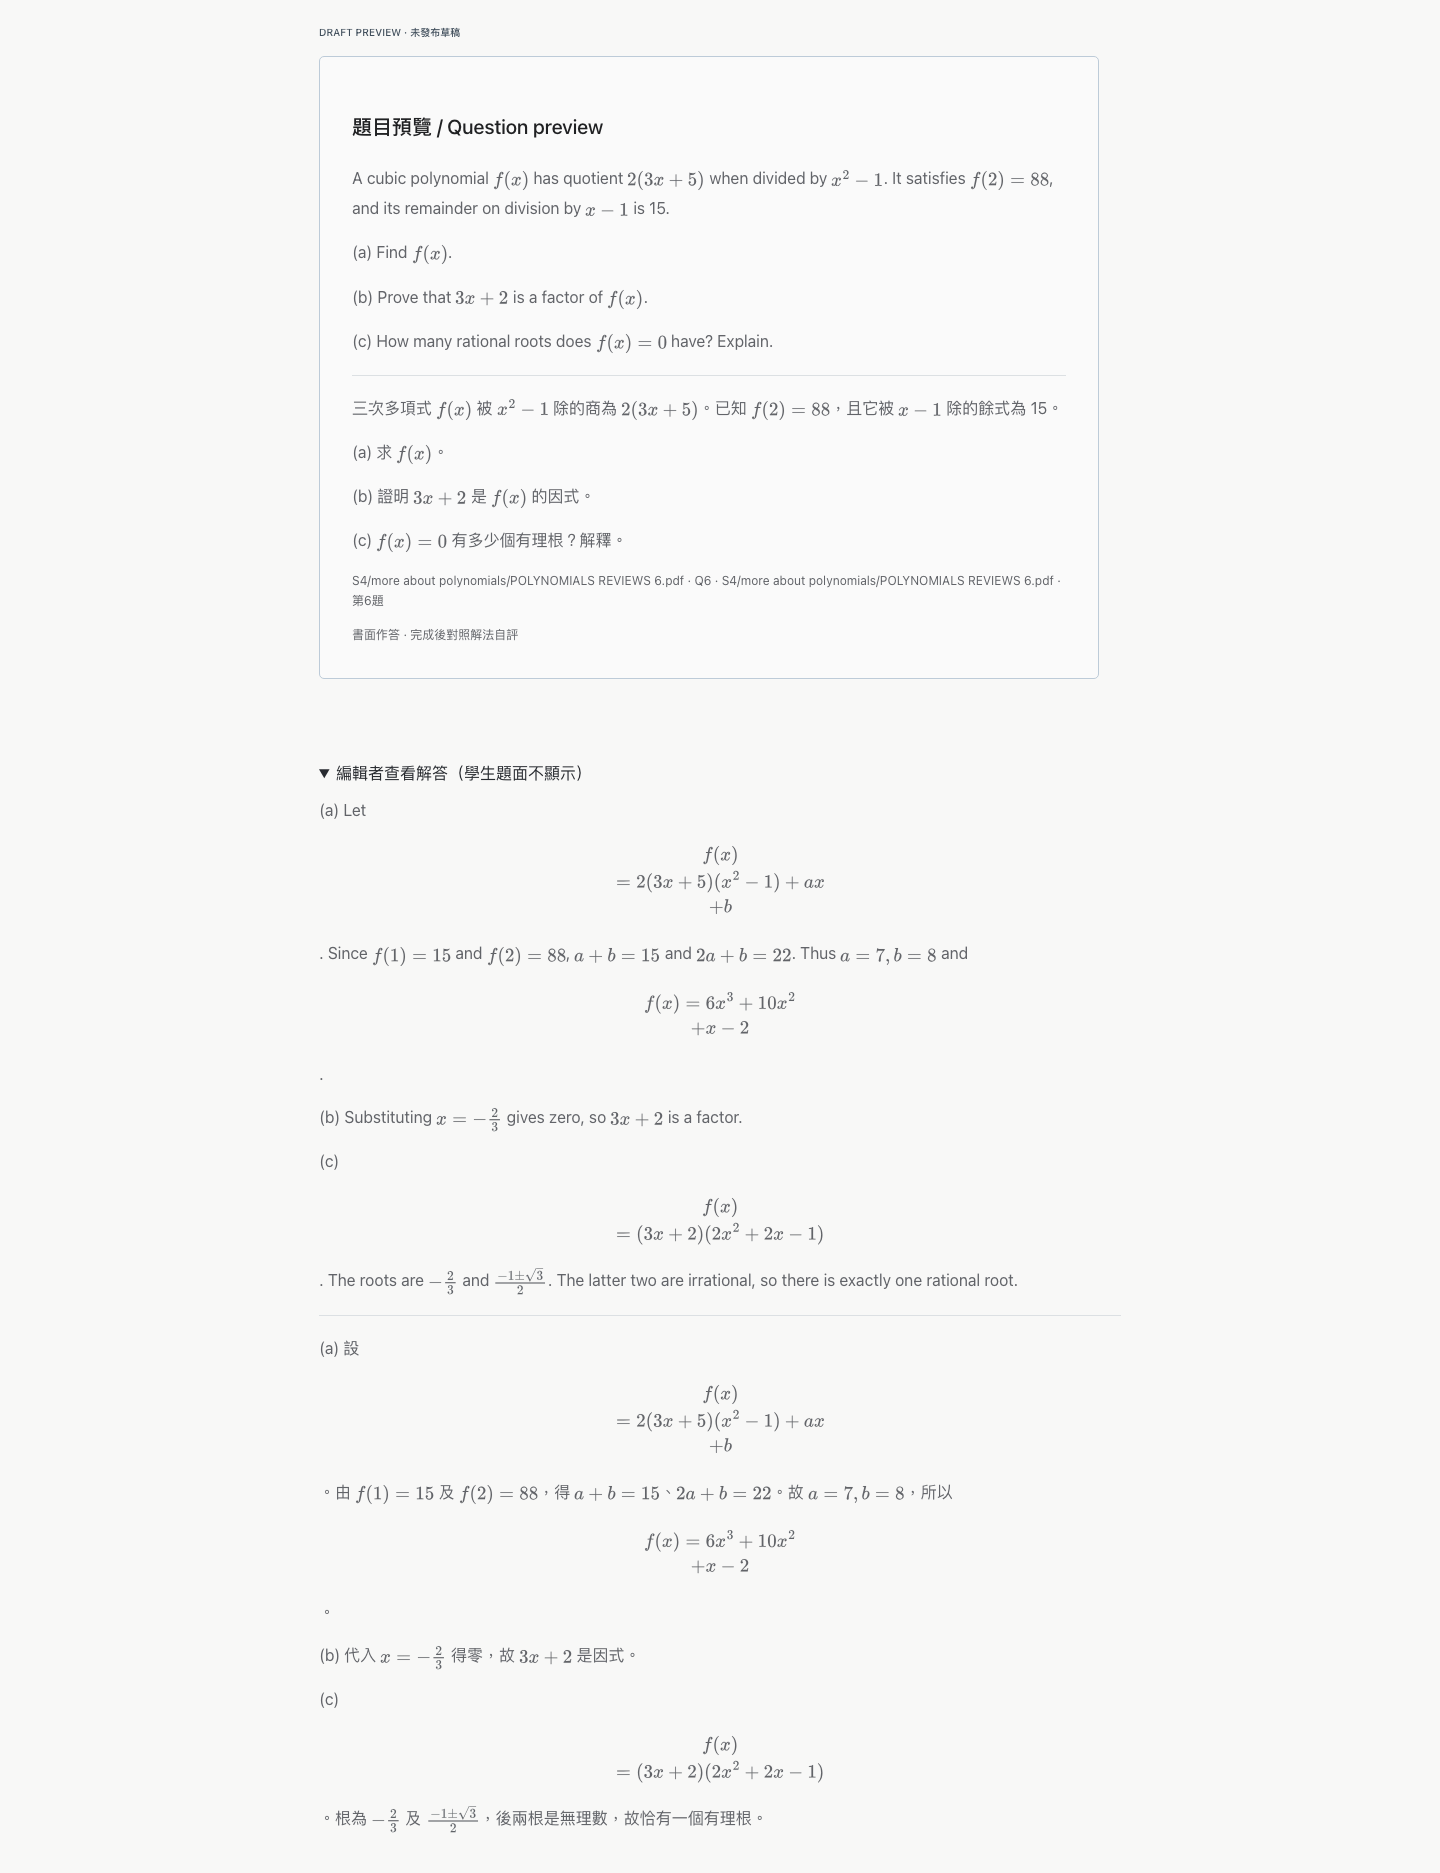 DRAFT PREVIEW · 未發布草稿
題目預覽 / Question preview
A cubic polynomial f(x) has quotient 2(3x + 5) when divided by x² − 1. It satisfies f(2) = 88,
and its remainder on division by x − 1 is 15.
(a) Find f(x).
(b) Prove that 3x + 2 is a factor of f(x).
(c) How many rational roots does f(x) = 0 have? Explain.
三次多項式 f(x) 被 x² − 1 除的商為 2(3x + 5)。已知 f(2) = 88，且它被 x − 1 除的餘式為 15。
(a) 求 f(x)。
(b) 證明 3x + 2 是 f(x) 的因式。
(c) f(x) = 0 有多少個有理根？解釋。
S4/more about polynomials/POLYNOMIALS REVIEWS 6.pdf · Q6 · S4/more about polynomials/POLYNOMIALS REVIEWS 6.pdf ·
第6題
書面作答 · 完成後對照解法自評
▼ 編輯者查看解答（學生題面不顯示）
(a) Let
f(x)
= 2(3x + 5)(x² − 1) + ax
+b
. Since f(1) = 15 and f(2) = 88, a + b = 15 and 2a + b = 22. Thus a = 7, b = 8 and
f(x) = 6x³ + 10x²
+x − 2
.
(b) Substituting x = −2/3 gives zero, so 3x + 2 is a factor.
(c)
f(x)
= (3x + 2)(2x² + 2x − 1)
. The roots are −2/3 and (−1±√3)/2. The latter two are irrational, so there is exactly one rational root.
(a) 設
f(x)
= 2(3x + 5)(x² − 1) + ax
+b
。由 f(1) = 15 及 f(2) = 88，得 a + b = 15、2a + b = 22。故 a = 7, b = 8，所以
f(x) = 6x³ + 10x²
+x − 2
。
(b) 代入 x = −2/3 得零，故 3x + 2 是因式。
(c)
f(x)
= (3x + 2)(2x² + 2x − 1)
。根為 −2/3 及 (−1±√3)/2，後兩根是無理數，故恰有一個有理根。